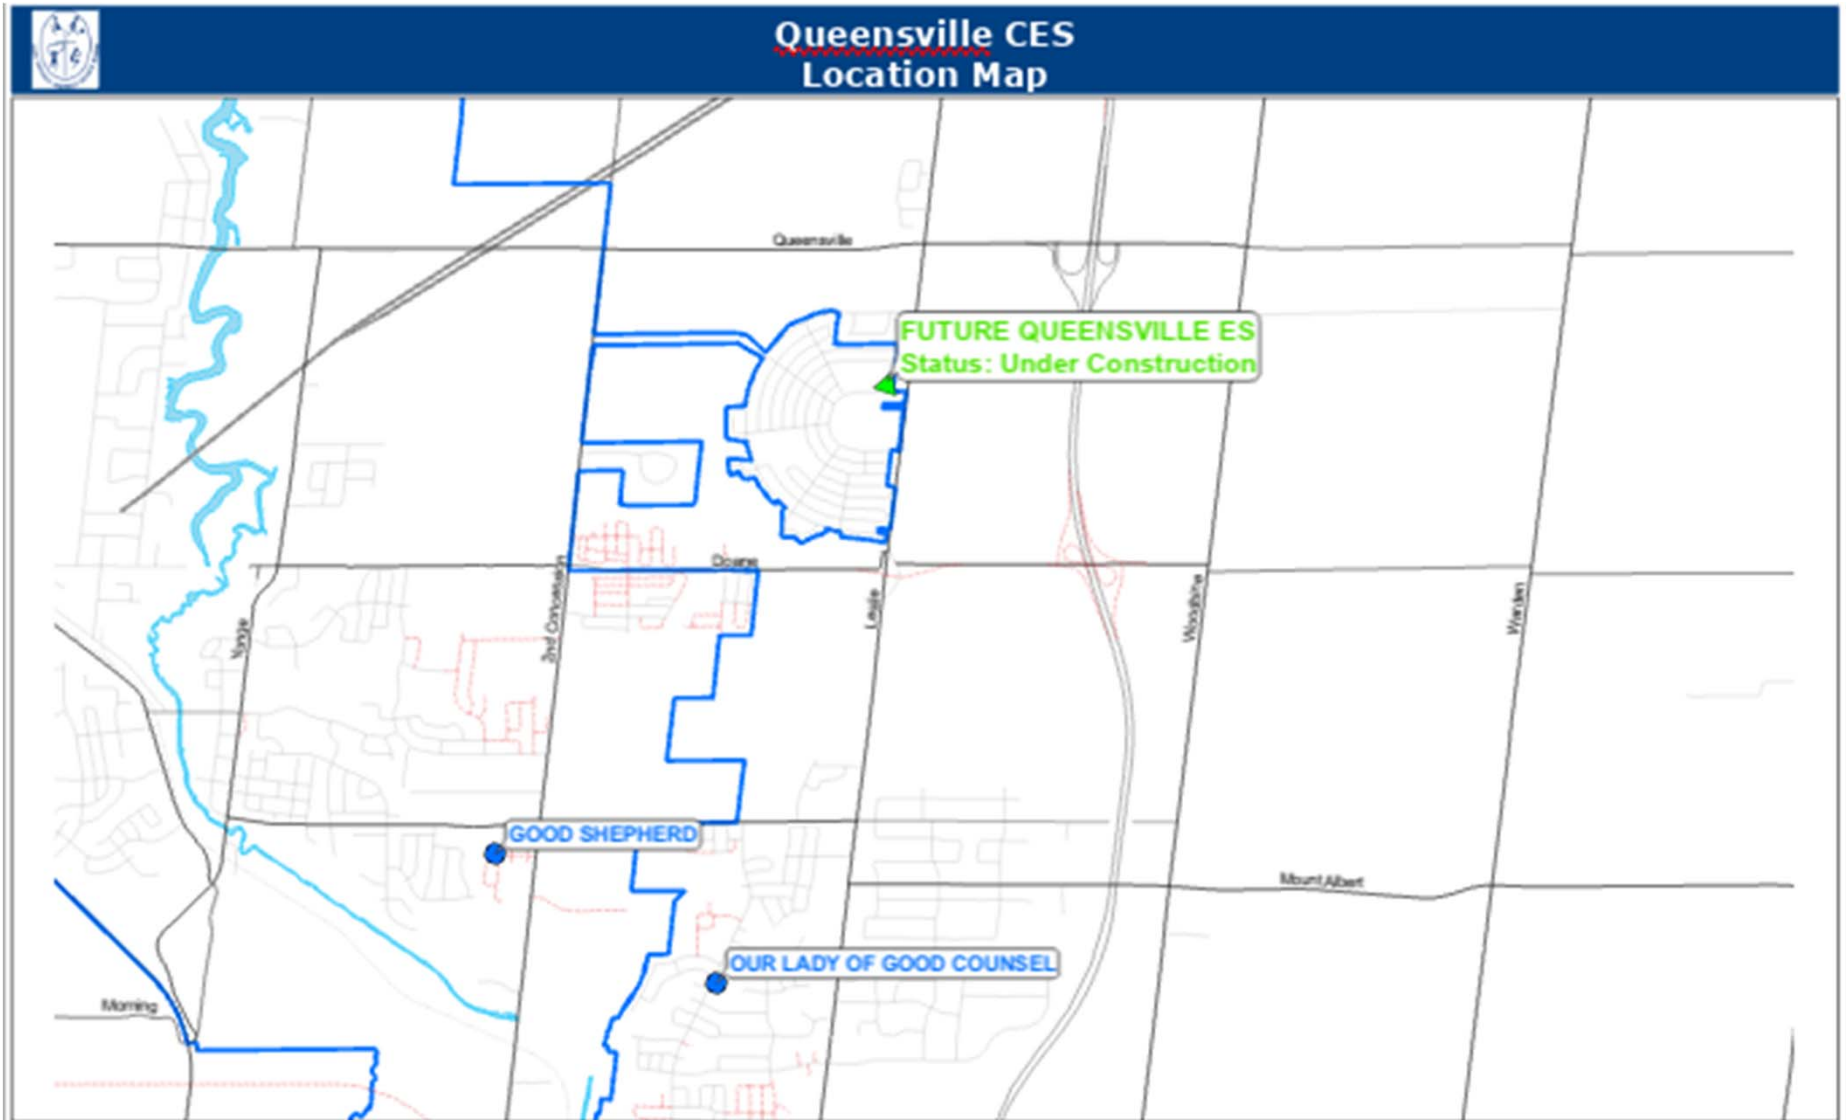 Queensville CES
Location Map
Queensville
FUTURE QUEENSVILLE ES
Status: Under Construction
Doane
2nd Concession
Leslie
Woodbine
Warden
Yonge
GOOD SHEPHERD
Mount Albert
OUR LADY OF GOOD COUNSEL
Morning